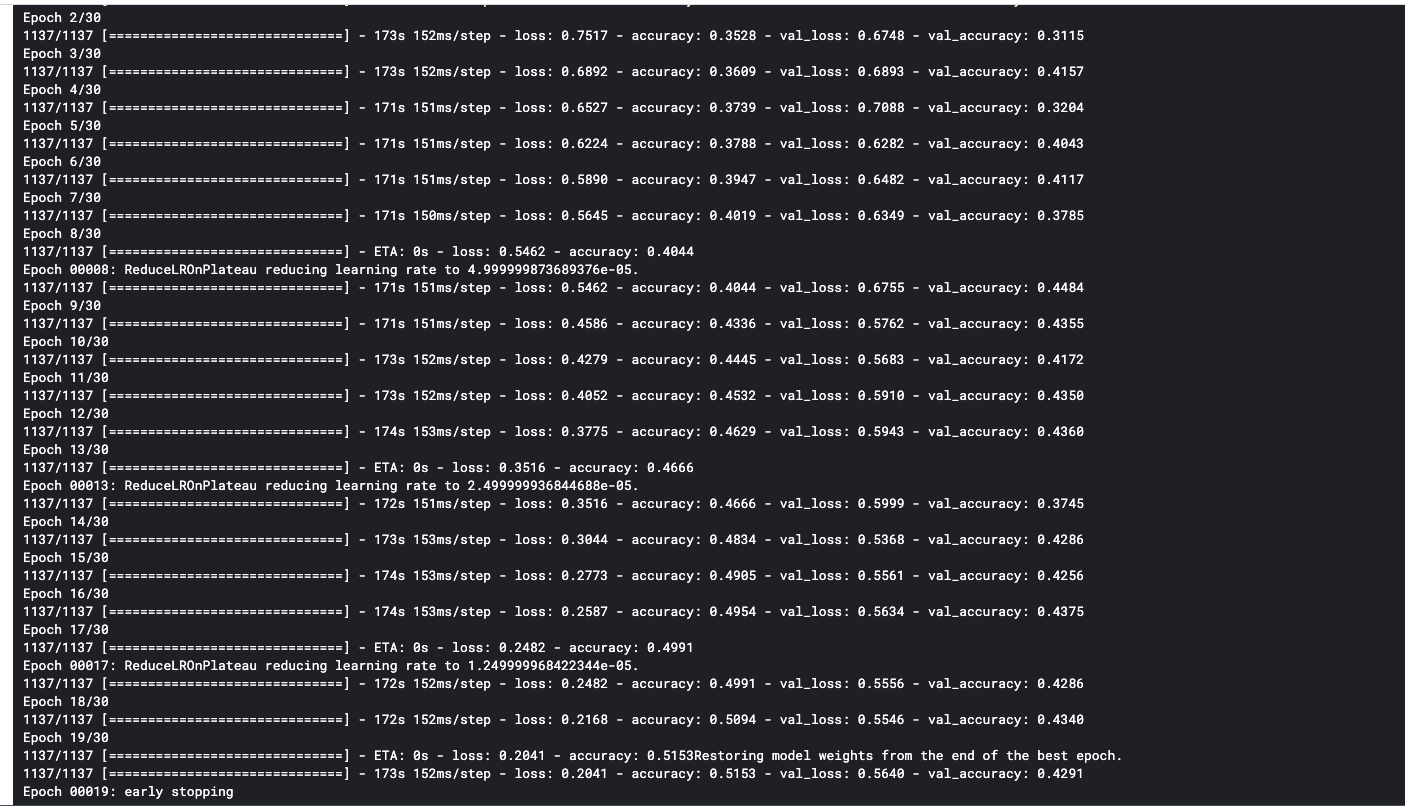 Epoch 2/30
1137/1137 [==============================] - 173s 152ms/step - loss: 0.7517 - accuracy: 0.3528 - val_loss: 0.6748 - val_accuracy: 0.3115
Epoch 3/30
1137/1137 [==============================] - 173s 152ms/step - loss: 0.6892 - accuracy: 0.3609 - val_loss: 0.6893 - val_accuracy: 0.4157
Epoch 4/30
1137/1137 [==============================] - 171s 151ms/step - loss: 0.6527 - accuracy: 0.3739 - val_loss: 0.7088 - val_accuracy: 0.3204
Epoch 5/30
1137/1137 [==============================] - 171s 151ms/step - loss: 0.6224 - accuracy: 0.3788 - val_loss: 0.6282 - val_accuracy: 0.4043
Epoch 6/30
1137/1137 [==============================] - 171s 151ms/step - loss: 0.5890 - accuracy: 0.3947 - val_loss: 0.6482 - val_accuracy: 0.4117
Epoch 7/30
1137/1137 [==============================] - 171s 150ms/step - loss: 0.5645 - accuracy: 0.4019 - val_loss: 0.6349 - val_accuracy: 0.3785
Epoch 8/30
1137/1137 [==============================] - ETA: 0s - loss: 0.5462 - accuracy: 0.4044
Epoch 00008: ReduceLROnPlateau reducing learning rate to 4.999999873689376e-05.
1137/1137 [==============================] - 171s 151ms/step - loss: 0.5462 - accuracy: 0.4044 - val_loss: 0.6755 - val_accuracy: 0.4484
Epoch 9/30
1137/1137 [==============================] - 171s 151ms/step - loss: 0.4586 - accuracy: 0.4336 - val_loss: 0.5762 - val_accuracy: 0.4355
Epoch 10/30
1137/1137 [==============================] - 173s 152ms/step - loss: 0.4279 - accuracy: 0.4445 - val_loss: 0.5683 - val_accuracy: 0.4172
Epoch 11/30
1137/1137 [==============================] - 173s 152ms/step - loss: 0.4052 - accuracy: 0.4532 - val_loss: 0.5910 - val_accuracy: 0.4350
Epoch 12/30
1137/1137 [==============================] - 174s 153ms/step - loss: 0.3775 - accuracy: 0.4629 - val_loss: 0.5943 - val_accuracy: 0.4360
Epoch 13/30
1137/1137 [==============================] - ETA: 0s - loss: 0.3516 - accuracy: 0.4666
Epoch 00013: ReduceLROnPlateau reducing learning rate to 2.499999936844688e-05.
1137/1137 [==============================] - 172s 151ms/step - loss: 0.3516 - accuracy: 0.4666 - val_loss: 0.5999 - val_accuracy: 0.3745
Epoch 14/30
1137/1137 [==============================] - 173s 153ms/step - loss: 0.3044 - accuracy: 0.4834 - val_loss: 0.5368 - val_accuracy: 0.4286
Epoch 15/30
1137/1137 [==============================] - 174s 153ms/step - loss: 0.2773 - accuracy: 0.4905 - val_loss: 0.5561 - val_accuracy: 0.4256
Epoch 16/30
1137/1137 [==============================] - 174s 153ms/step - loss: 0.2587 - accuracy: 0.4954 - val_loss: 0.5634 - val_accuracy: 0.4375
Epoch 17/30
1137/1137 [==============================] - ETA: 0s - loss: 0.2482 - accuracy: 0.4991
Epoch 00017: ReduceLROnPlateau reducing learning rate to 1.249999968422344e-05.
1137/1137 [==============================] - 172s 152ms/step - loss: 0.2482 - accuracy: 0.4991 - val_loss: 0.5556 - val_accuracy: 0.4286
Epoch 18/30
1137/1137 [==============================] - 172s 152ms/step - loss: 0.2168 - accuracy: 0.5094 - val_loss: 0.5546 - val_accuracy: 0.4340
Epoch 19/30
1137/1137 [==============================] - ETA: 0s - loss: 0.2041 - accuracy: 0.5153Restoring model weights from the end of the best epoch.
1137/1137 [==============================] - 173s 152ms/step - loss: 0.2041 - accuracy: 0.5153 - val_loss: 0.5640 - val_accuracy: 0.4291
Epoch 00019: early stopping